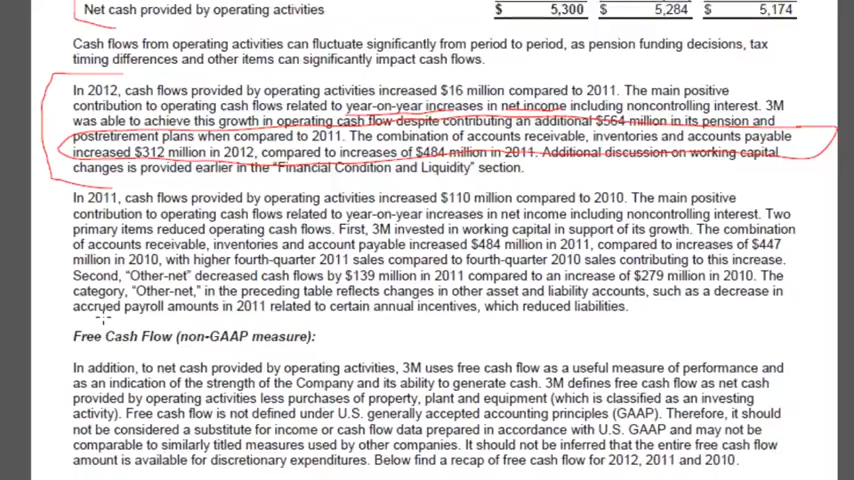 Net cash provided by operating activities $ 5,300 $ 5,284 $ 5,174
Cash flows from operating activities can fluctuate significantly from period to period, as pension funding decisions, tax
timing differences and other items can significantly impact cash flows.
In 2012, cash flows provided by operating activities increased $16 million compared to 2011. The main positive
contribution to operating cash flows related to year-on-year increases in net income including noncontrolling interest. 3M
was able to achieve this growth in operating cash flow despite contributing an additional $564 million in its pension and
postretirement plans when compared to 2011. The combination of accounts receivable, inventories and accounts payable
increased $312 million in 2012, compared to increases of $484 million in 2011. Additional discussion on working capital
changes is provided earlier in the “Financial Condition and Liquidity” section.
In 2011, cash flows provided by operating activities increased $110 million compared to 2010. The main positive
contribution to operating cash flows related to year-on-year increases in net income including noncontrolling interest. Two
primary items reduced operating cash flows. First, 3M invested in working capital in support of its growth. The combination
of accounts receivable, inventories and account payable increased $484 million in 2011, compared to increases of $447
million in 2010, with higher fourth-quarter 2011 sales compared to fourth-quarter 2010 sales contributing to this increase.
Second, “Other-net” decreased cash flows by $139 million in 2011 compared to an increase of $279 million in 2010. The
category, “Other-net,” in the preceding table reflects changes in other asset and liability accounts, such as a decrease in
accrued payroll amounts in 2011 related to certain annual incentives, which reduced liabilities.
Free Cash Flow (non-GAAP measure):
In addition, to net cash provided by operating activities, 3M uses free cash flow as a useful measure of performance and
as an indication of the strength of the Company and its ability to generate cash. 3M defines free cash flow as net cash
provided by operating activities less purchases of property, plant and equipment (which is classified as an investing
activity). Free cash flow is not defined under U.S. generally accepted accounting principles (GAAP). Therefore, it should
not be considered a substitute for income or cash flow data prepared in accordance with U.S. GAAP and may not be
comparable to similarly titled measures used by other companies. It should not be inferred that the entire free cash flow
amount is available for discretionary expenditures. Below find a recap of free cash flow for 2012, 2011 and 2010.